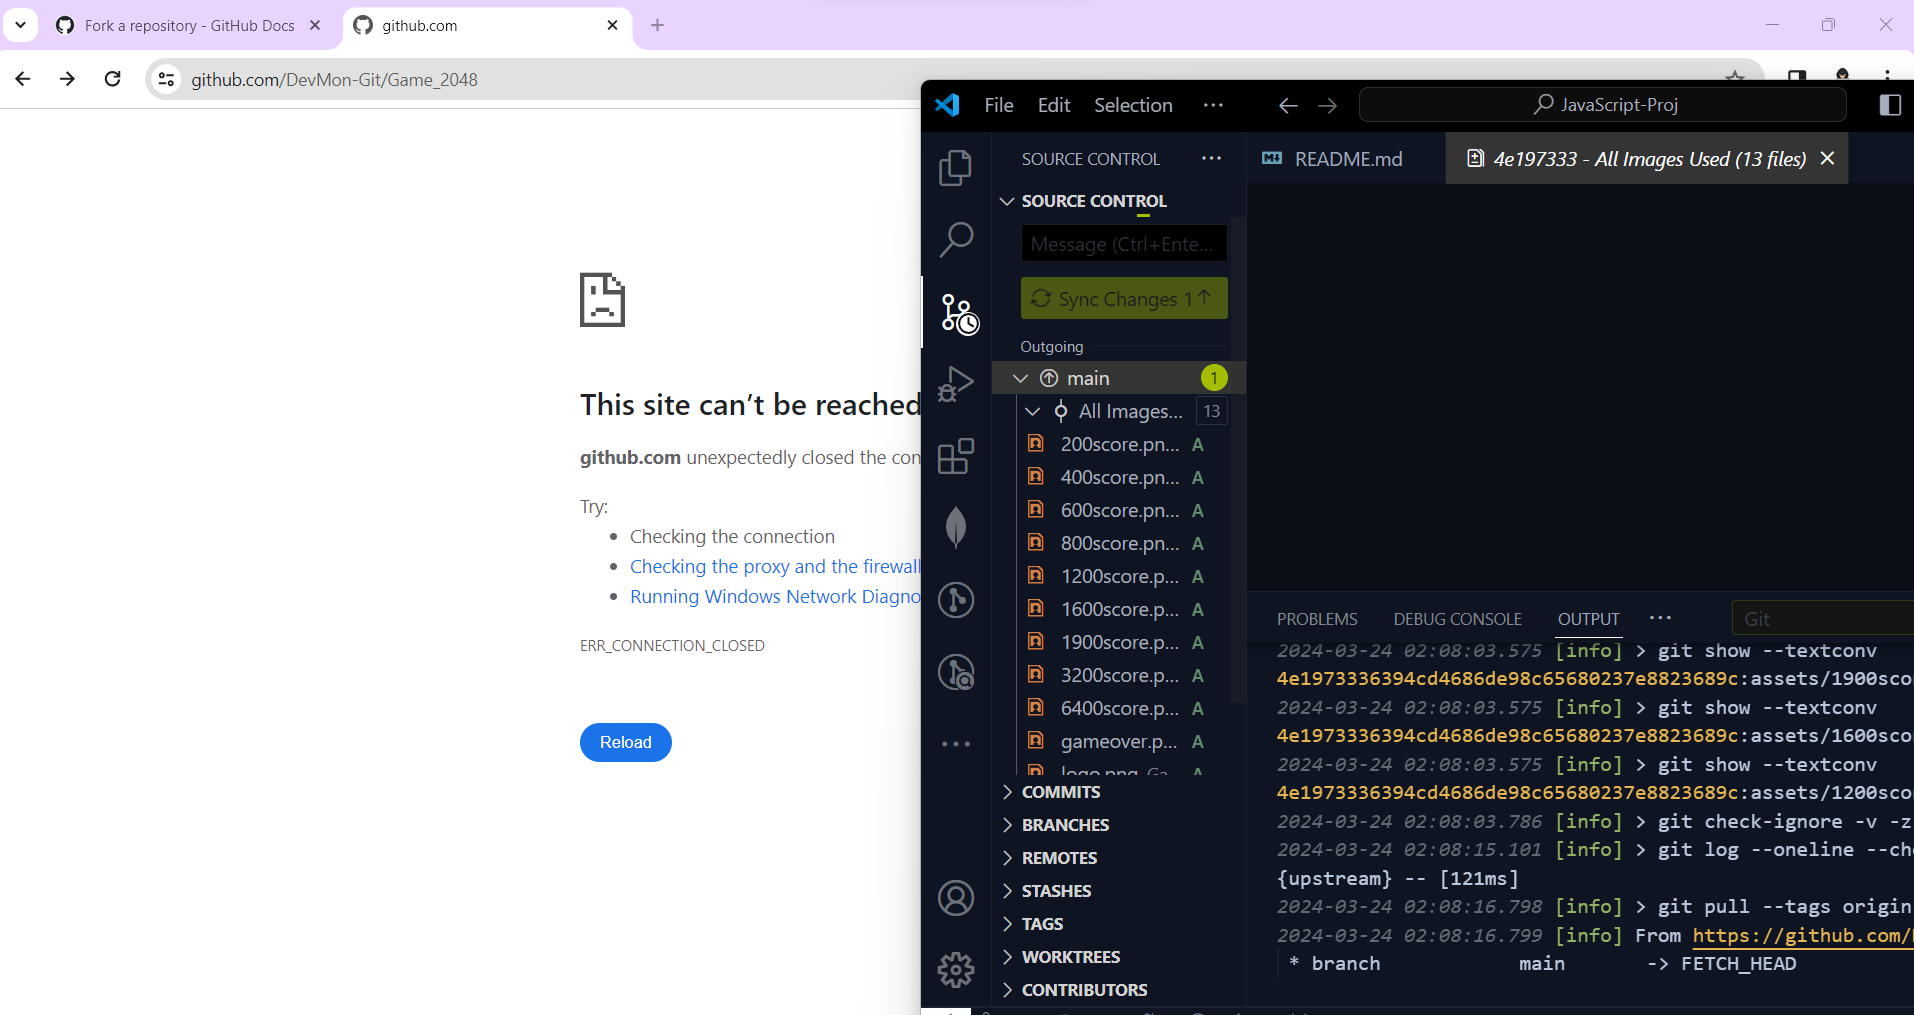 Fork a repository - GitHub Docs
github.com
github.com/DevMon-Git/Game_2048
This site can't be reached
github.com unexpectedly closed the con
Try:
Checking the connection
Checking the proxy and the firewall
Running Windows Network Diagno
ERR_CONNECTION_CLOSED
Reload
File Edit Selection ···
JavaScript-Proj
SOURCE CONTROL ···
README.md
4e197333 - All Images Used (13 files)
SOURCE CONTROL
Message (Ctrl+Ente...
Sync Changes 1↑
Outgoing
main 1
All Images... 13
200score.pn... A
400score.pn... A
600score.pn... A
800score.pn... A
1200score.p... A
1600score.p... A
1900score.p... A
3200score.p... A
6400score.p... A
gameover.p... A
logo.png Ga... A
COMMITS
BRANCHES
REMOTES
STASHES
TAGS
WORKTREES
CONTRIBUTORS
PROBLEMS DEBUG CONSOLE OUTPUT ··· Git
2024-03-24 02:08:03.575 [info] > git show --textconv
4e1973336394cd4686de98c65680237e8823689c:assets/1900sco
2024-03-24 02:08:03.575 [info] > git show --textconv
4e1973336394cd4686de98c65680237e8823689c:assets/1600sco
2024-03-24 02:08:03.575 [info] > git show --textconv
4e1973336394cd4686de98c65680237e8823689c:assets/1200sco
2024-03-24 02:08:03.786 [info] > git check-ignore -v -z
2024-03-24 02:08:15.101 [info] > git log --oneline --ch
{upstream} -- [121ms]
2024-03-24 02:08:16.798 [info] > git pull --tags origin
2024-03-24 02:08:16.799 [info] From https://github.com/
* branch main -> FETCH_HEAD